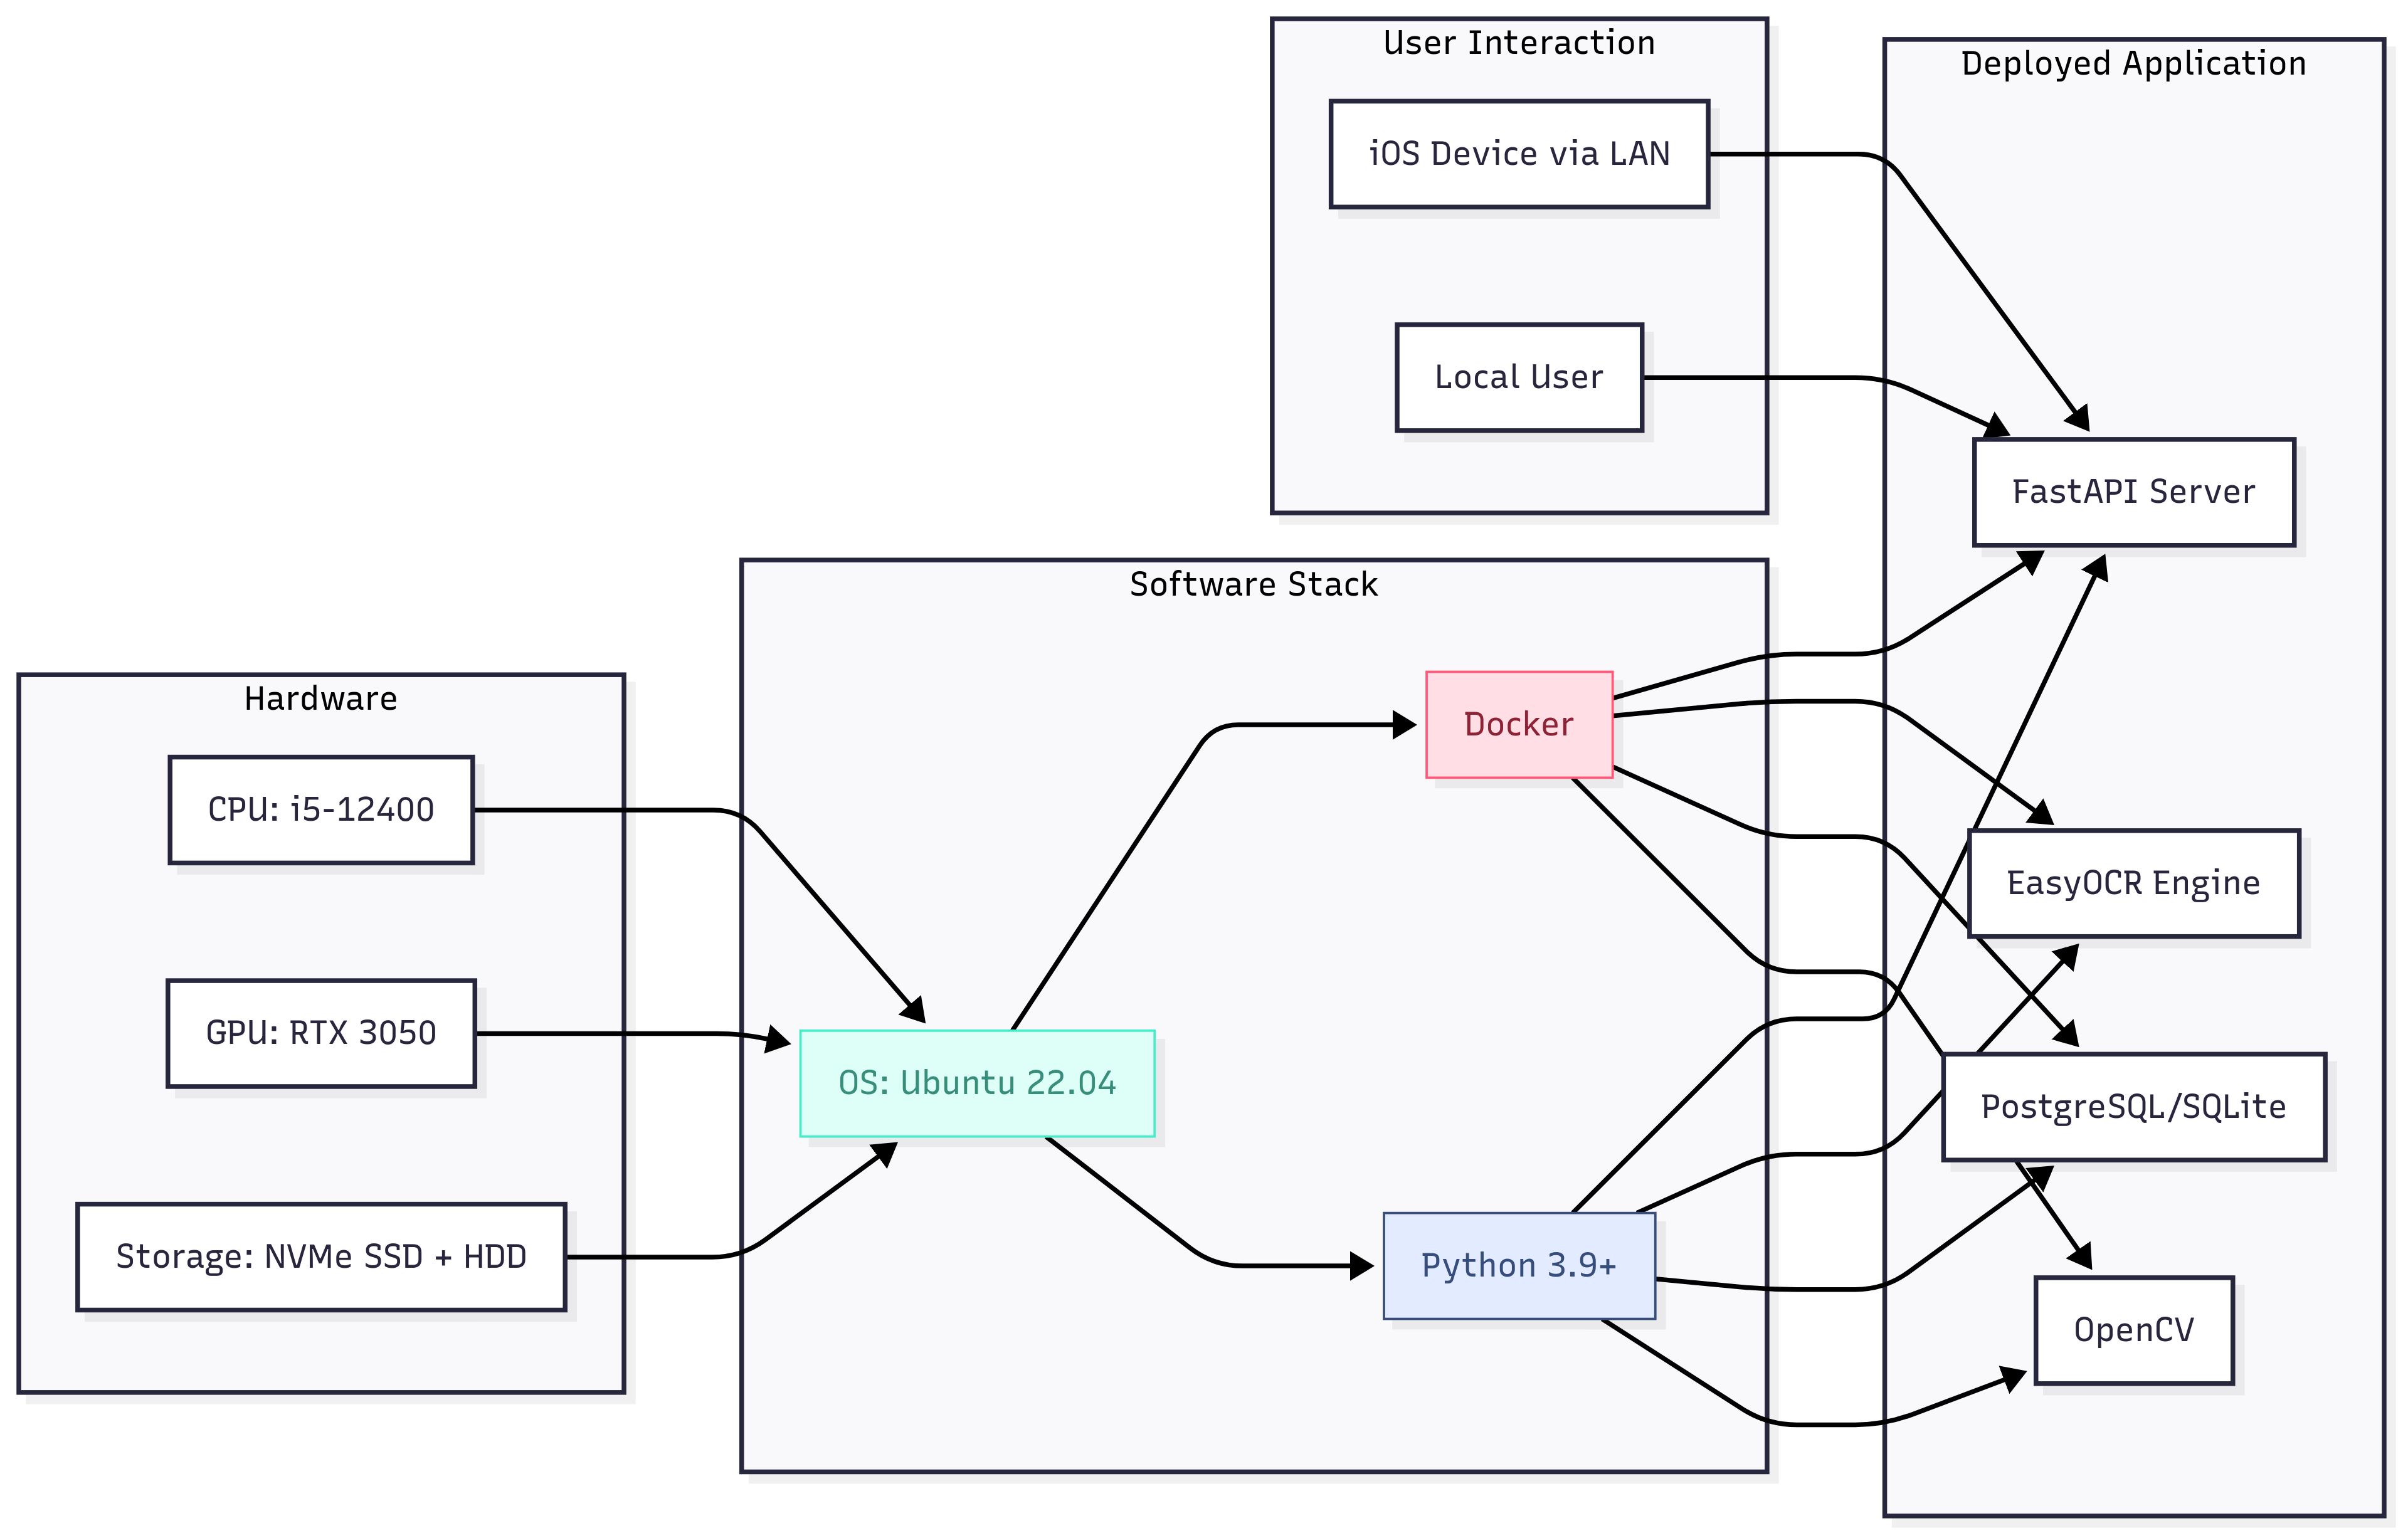 User Interaction
iOS Device via LAN
Local User
Deployed Application
FastAPI Server
EasyOCR Engine
PostgreSQL/SQLite
OpenCV
Software Stack
Docker
OS: Ubuntu 22.04
Python 3.9+
Hardware
CPU: i5-12400
GPU: RTX 3050
Storage: NVMe SSD + HDD